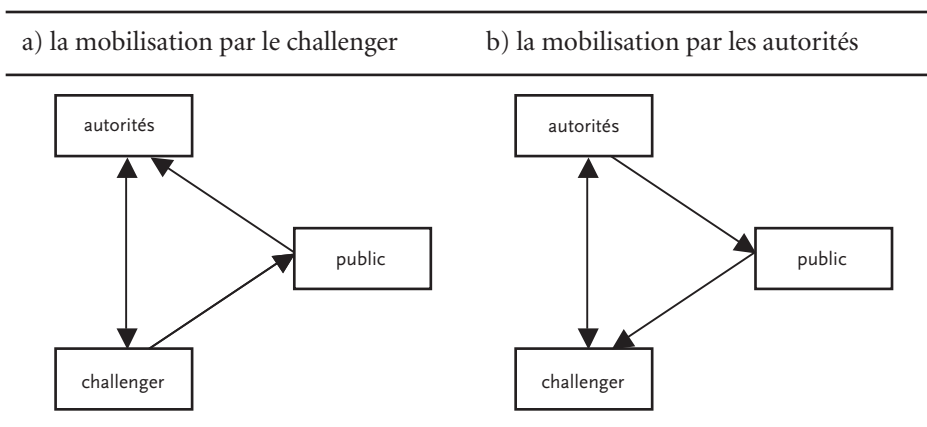 a) la mobilisation par le challenger
b) la mobilisation par les autorités
autorités
public
challenger
autorités
public
challenger